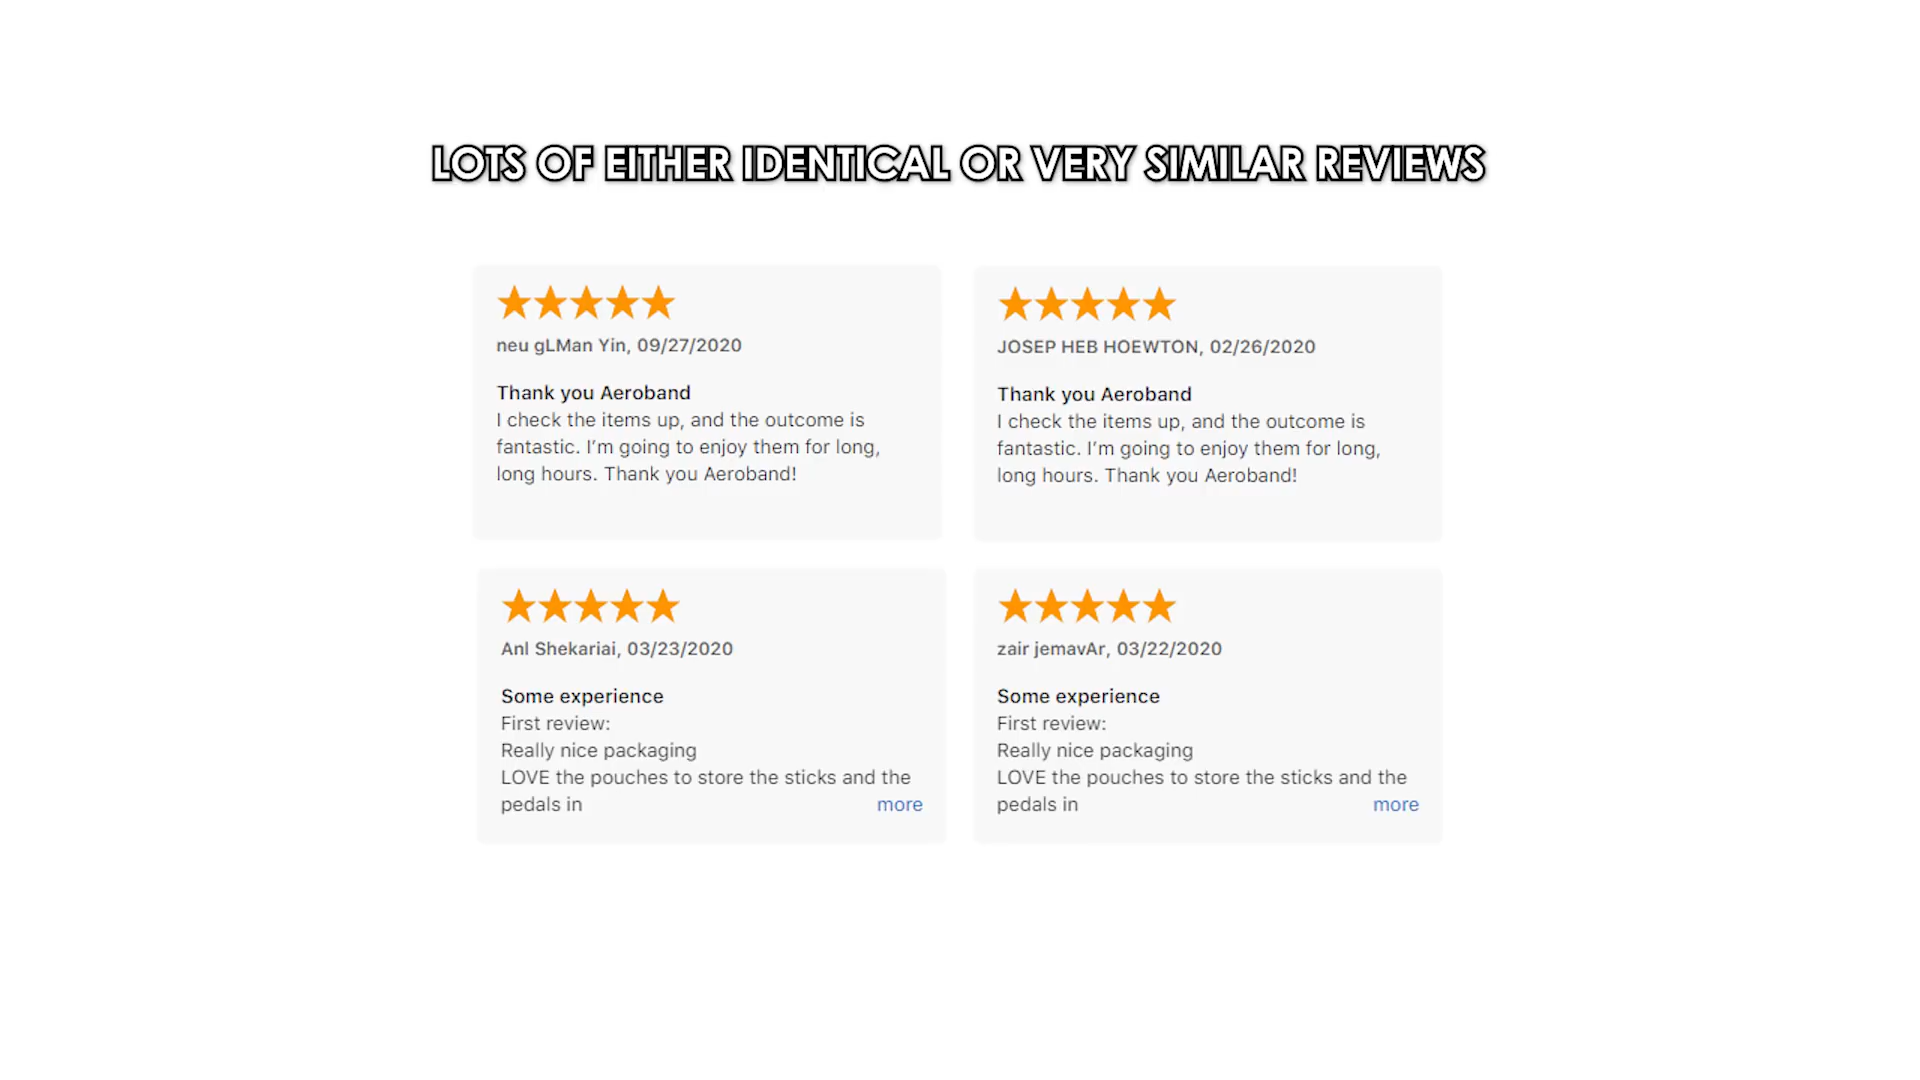 LOTS OF EITHER IDENTICAL OR VERY SIMILAR REVIEWS
neu gLMan Yin, 09/27/2020
Thank you Aeroband
I check the items up, and the outcome is
fantastic. I’m going to enjoy them for long,
long hours. Thank you Aeroband!
JOSEP HEB HOEWTON, 02/26/2020
Thank you Aeroband
I check the items up, and the outcome is
fantastic. I’m going to enjoy them for long,
long hours. Thank you Aeroband!
Anl Shekariai, 03/23/2020
Some experience
First review:
Really nice packaging
LOVE the pouches to store the sticks and the
pedals in more
zair jemavAr, 03/22/2020
Some experience
First review:
Really nice packaging
LOVE the pouches to store the sticks and the
pedals in more